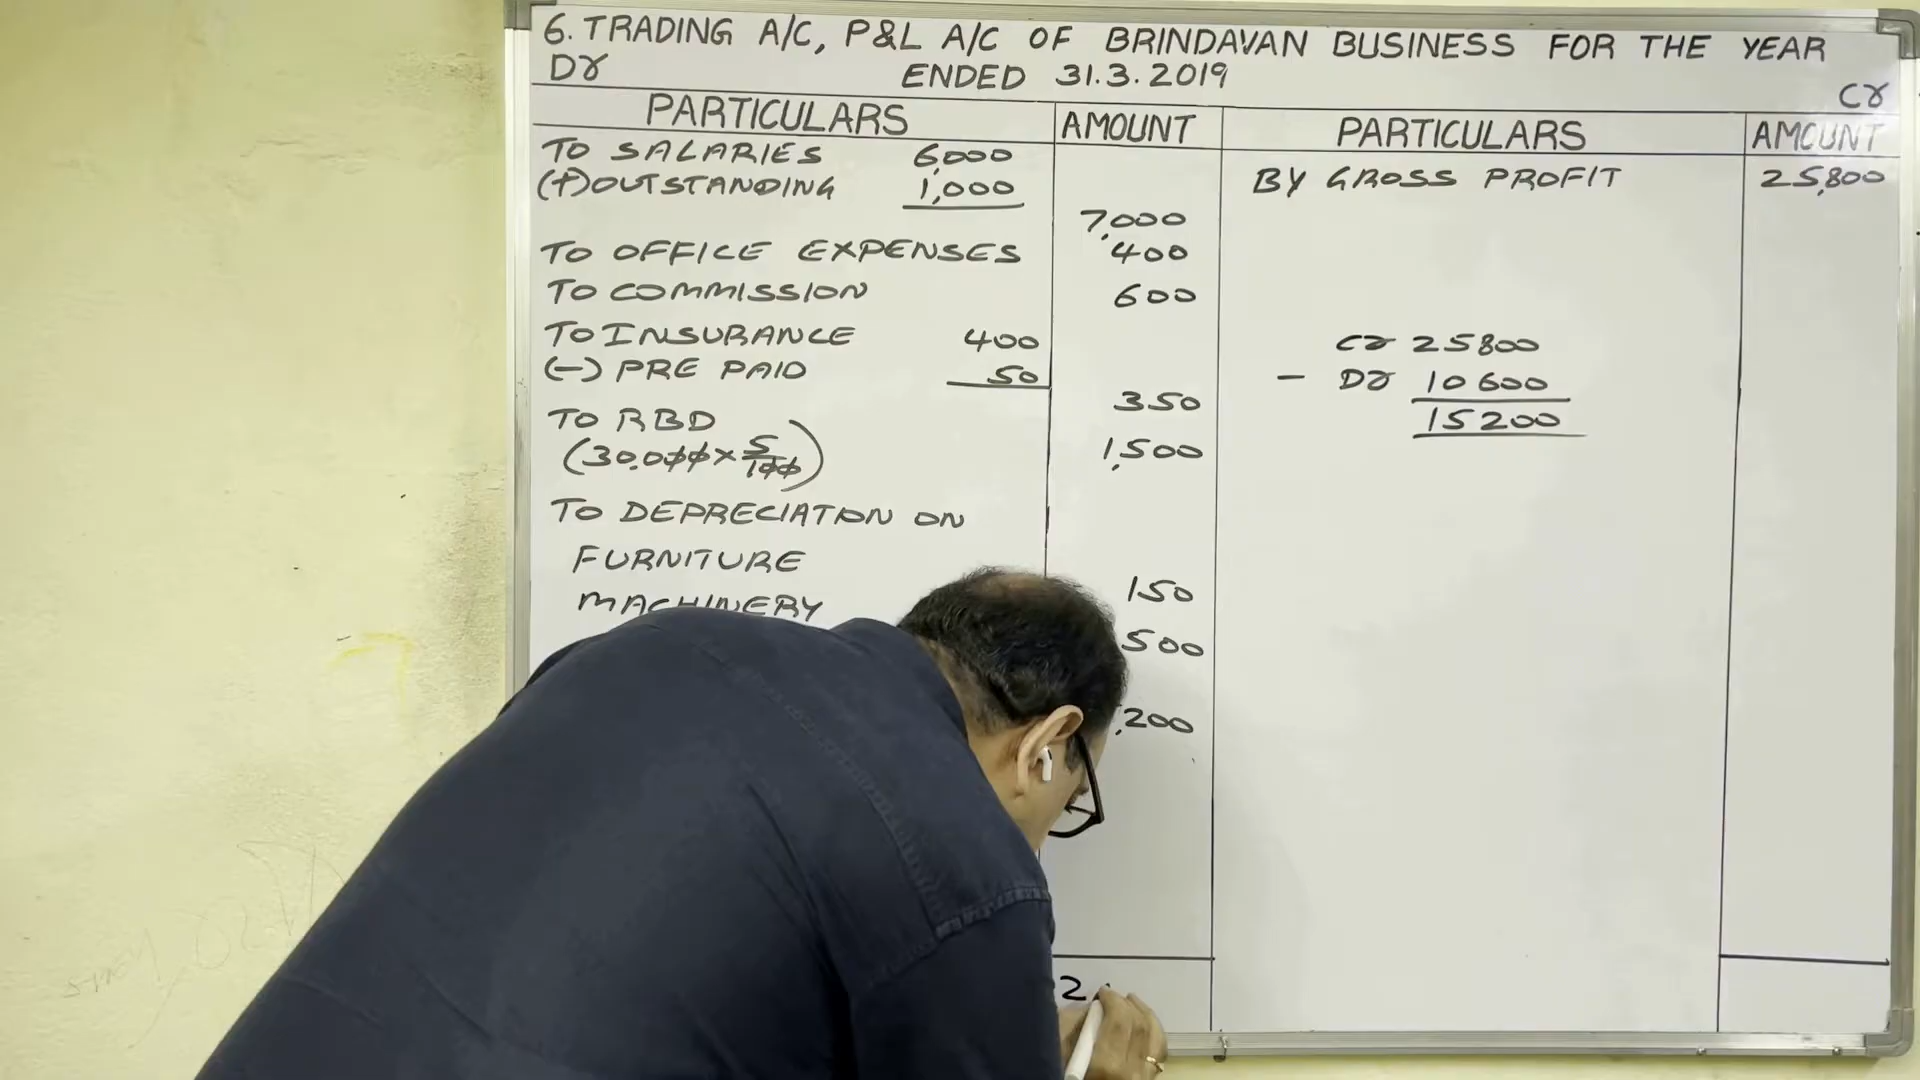 6. TRADING A/C, P&L A/C OF BRINDAVAN BUSINESS FOR THE YEAR
Dr ENDED 31.3.2019 Cr
PARTICULARS AMOUNT PARTICULARS AMOUNT
TO SALARIES 6,000
(+) OUTSTANDING 1,000 BY GROSS PROFIT 25,800
7,000
TO OFFICE EXPENSES 400
TO COMMISSION 600
TO INSURANCE 400 Cr 25800
(-) PRE PAID 50 - Dr 10600
350 15200
TO RBD
(30,000 × 5/100) 1,500
TO DEPRECIATION ON
FURNITURE 150
MACHINERY 500
,200
2